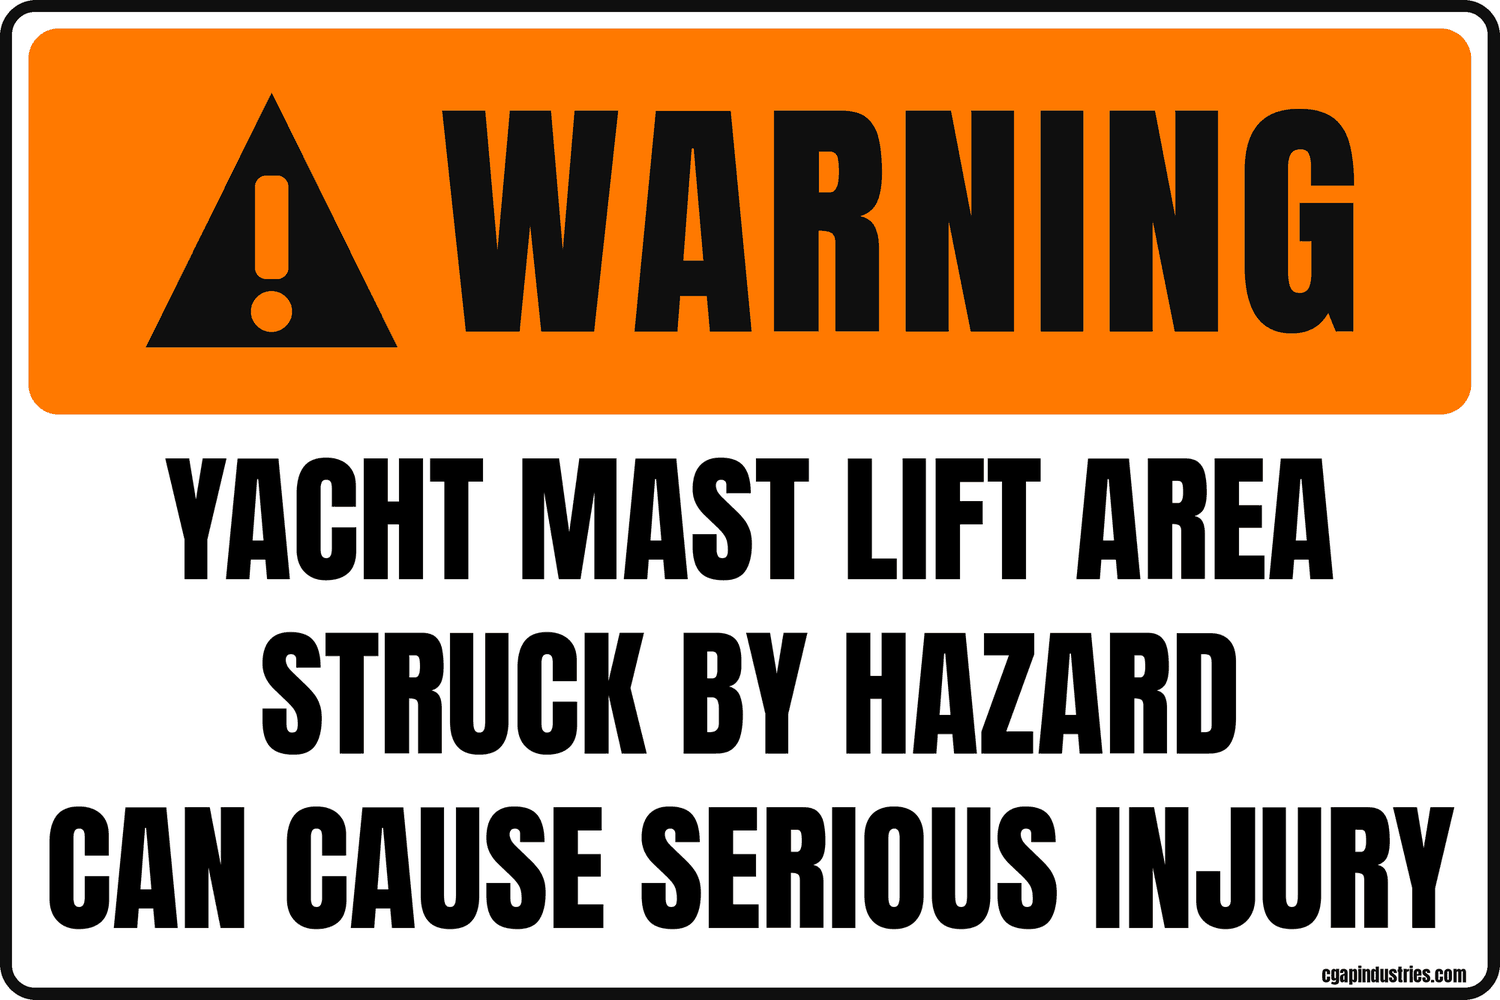 WARNING
YACHT MAST LIFT AREA
STRUCK BY HAZARD
CAN CAUSE SERIOUS INJURY
cgapindustries.com